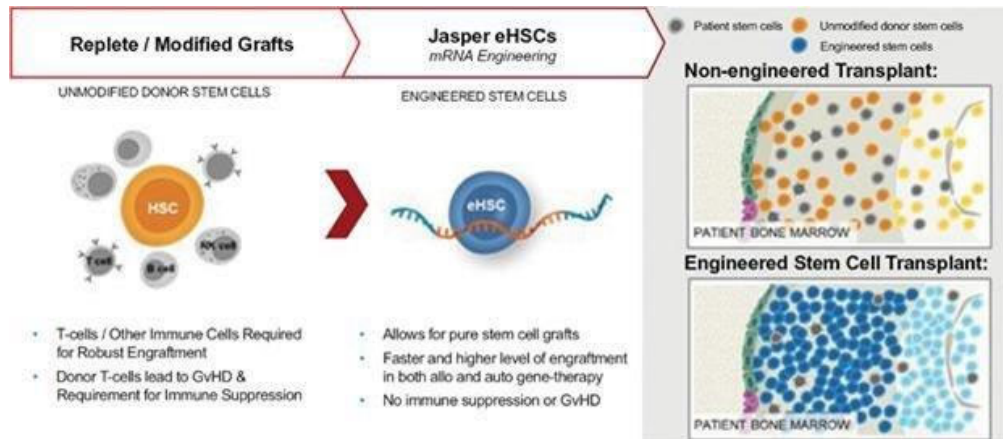 Replete / Modified Grafts
UNMODIFIED DONOR STEM CELLS
HSC
T cell
B cell
NK cell
T-cells / Other Immune Cells Required
for Robust Engraftment
Donor T-cells lead to GvHD &
Requirement for Immune Suppression
Jasper eHSCs
mRNA Engineering
ENGINEERED STEM CELLS
eHSC
Allows for pure stem cell grafts
Faster and higher level of engraftment
in both allo and auto gene-therapy
No immune suppression or GvHD
Patient stem cells
Unmodified donor stem cells
Engineered stem cells
Non-engineered Transplant:
PATIENT BONE MARROW
Engineered Stem Cell Transplant:
PATIENT BONE MARROW